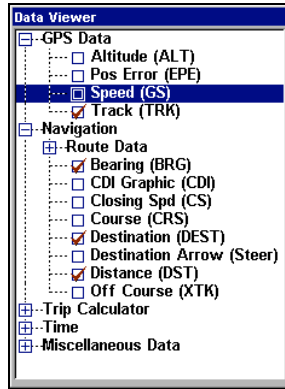 Data Viewer
GPS Data
Altitude (ALT)
Pos Error (EPE)
Speed (GS)
Track (TRK)
Navigation
Route Data
Bearing (BRG)
CDI Graphic (CDI)
Closing Spd (CS)
Course (CRS)
Destination (DEST)
Destination Arrow (Steer)
Distance (DST)
Off Course (XTK)
Trip Calculator
Time
Miscellaneous Data